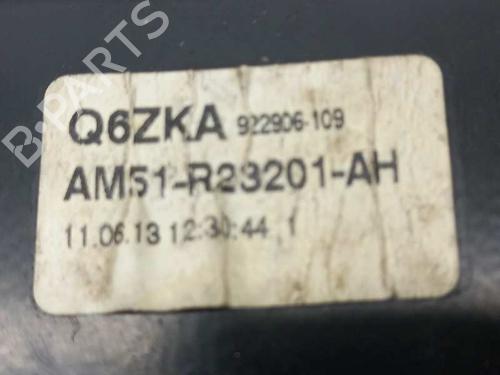 B-PARTS
Q6ZKA 922906-109
AM51-R23201-AH
11.06.13 12:30:44 1